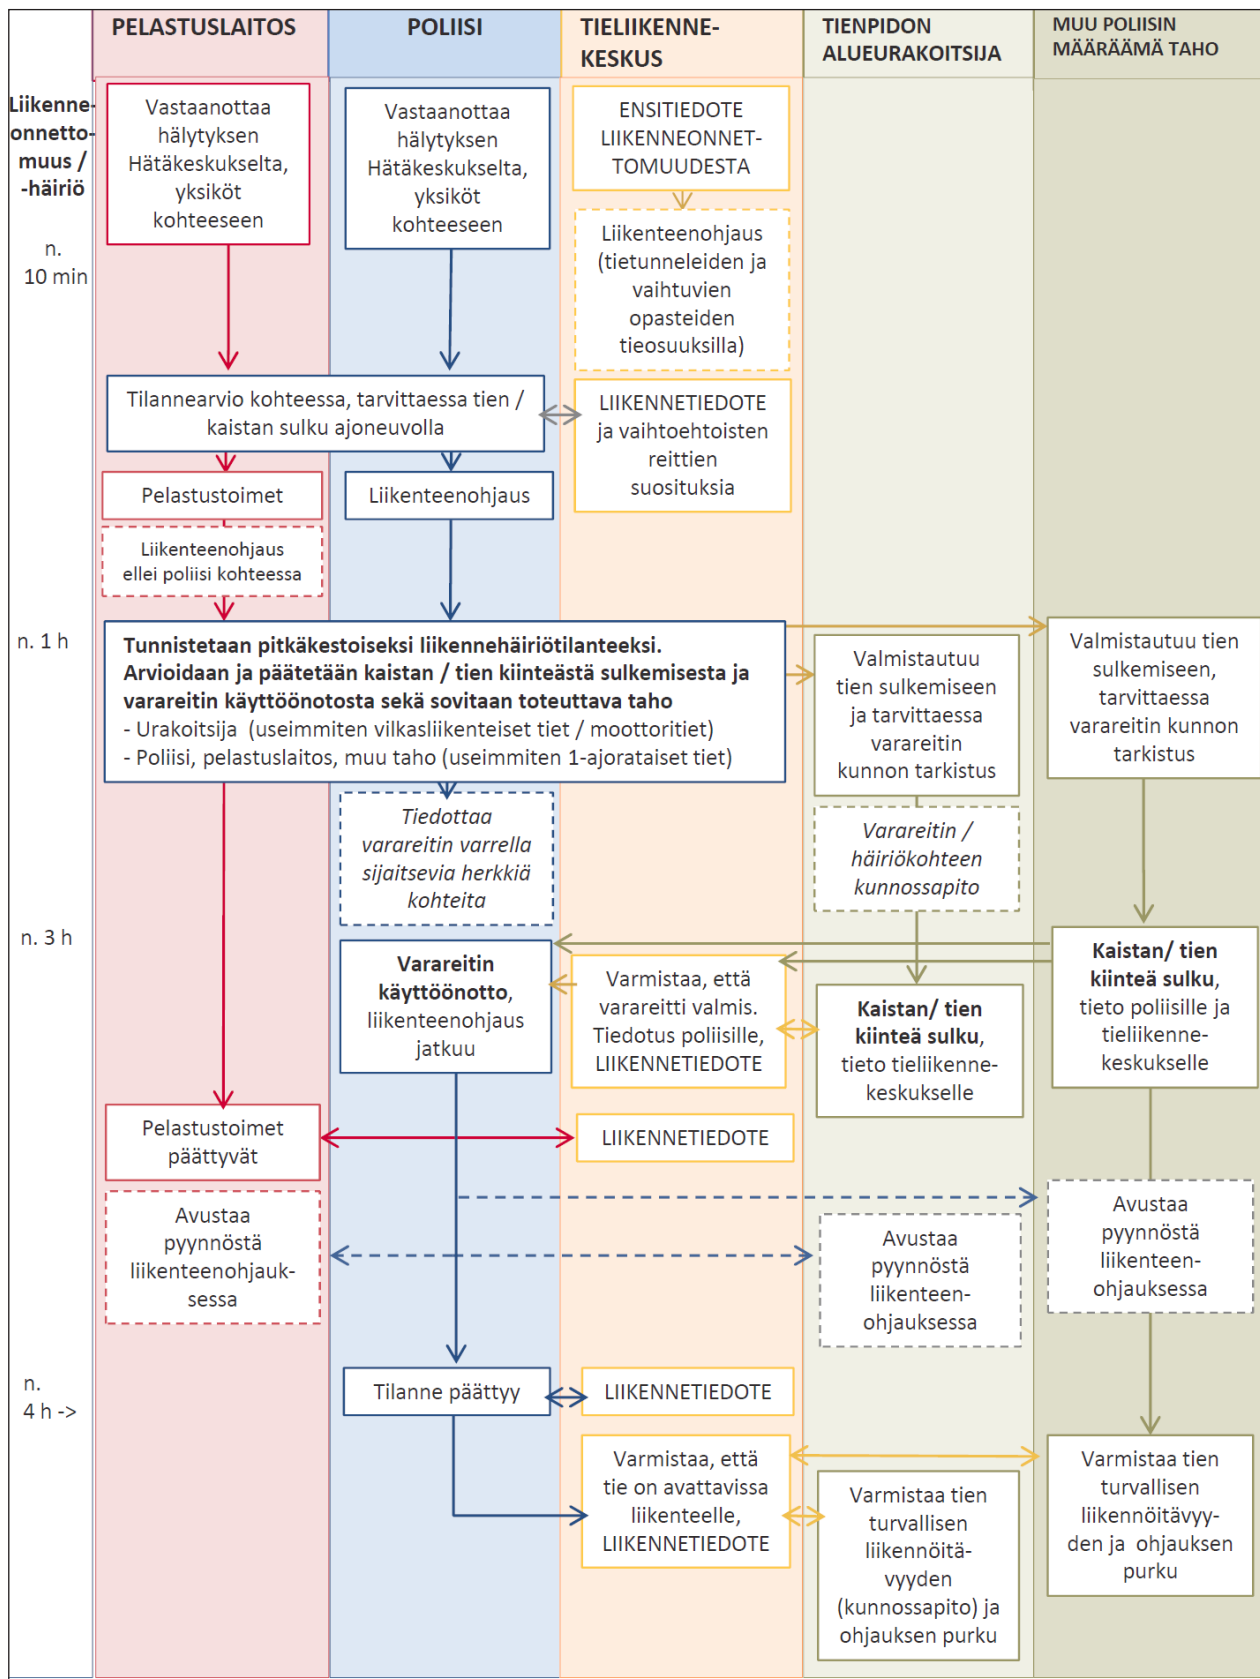 PELASTUSLAITOS
POLIISI
TIELIIKENNE-
KESKUS
TIENPIDON
ALUEURAKOITSIJA
MUU POLIISIN
MÄÄRÄÄMÄ TAHO
Liikenne-
onnetto-
muus /
-häiriö
n.
10 min
Vastaanottaa
hälytyksen
Hätäkeskukselta,
yksiköt
kohteeseen
Vastaanottaa
hälytyksen
Hätäkeskukselta,
yksiköt
kohteeseen
ENSITIEDOTE
LIIKENNEONNET-
TOMUUDESTA
Liikenteenohjaus
(tietunneleiden ja
vaihtuvien
opasteiden
tieosuuksilla)
Tilannearvio kohteessa, tarvittaessa tien /
kaistan sulku ajoneuvolla
LIIKENNETIEDOTE
ja vaihtoehtoisten
reittien
suosituksia
Pelastustoimet
Liikenteenohjaus
Liikenteenohjaus
ellei poliisi kohteessa
n. 1 h
Tunnistetaan pitkäkestoiseksi liikennehäiriötilanteeksi.
Arvioidaan ja päätetään kaistan / tien kiinteästä sulkemisesta ja
varareitin käyttöönotosta sekä sovitaan toteuttava taho
- Urakoitsija (useimmiten vilkasliikenteiset tiet / moottoritiet)
- Poliisi, pelastuslaitos, muu taho (useimmiten 1-ajorataiset tiet)
Valmistautuu
tien sulkemiseen
ja tarvittaessa
varareitin
kunnon tarkistus
Valmistautuu tien
sulkemiseen,
tarvittaessa
varareitin kunnon
tarkistus
Tiedottaa
varareitin varrella
sijaitsevia herkkiä
kohteita
Varareitin /
häiriökohteen
kunnossapito
n. 3 h
Varareitin
käyttöönotto,
liikenteenohjaus
jatkuu
Varmistaa, että
varareitti valmis.
Tiedotus poliisille,
LIIKENNETIEDOTE
Kaistan/ tien
kiinteä sulku,
tieto tieliikenne-
keskukselle
Kaistan/ tien
kiinteä sulku,
tieto poliisille ja
tieliikenne-
keskukselle
Pelastustoimet
päättyvät
LIIKENNETIEDOTE
Avustaa
pyynnöstä
liikenteenohjauk-
sessa
Avustaa
pyynnöstä
liikenteen-
ohjauksessa
Avustaa
pyynnöstä
liikenteen-
ohjauksessa
n.
4 h ->
Tilanne päättyy
LIIKENNETIEDOTE
Varmistaa, että
tie on avattavissa
liikenteelle,
LIIKENNETIEDOTE
Varmistaa tien
turvallisen
liikennöitä-
vyyden
(kunnossapito) ja
ohjauksen purku
Varmistaa tien
turvallisen
liikennöitävyy-
den ja ohjauksen
purku